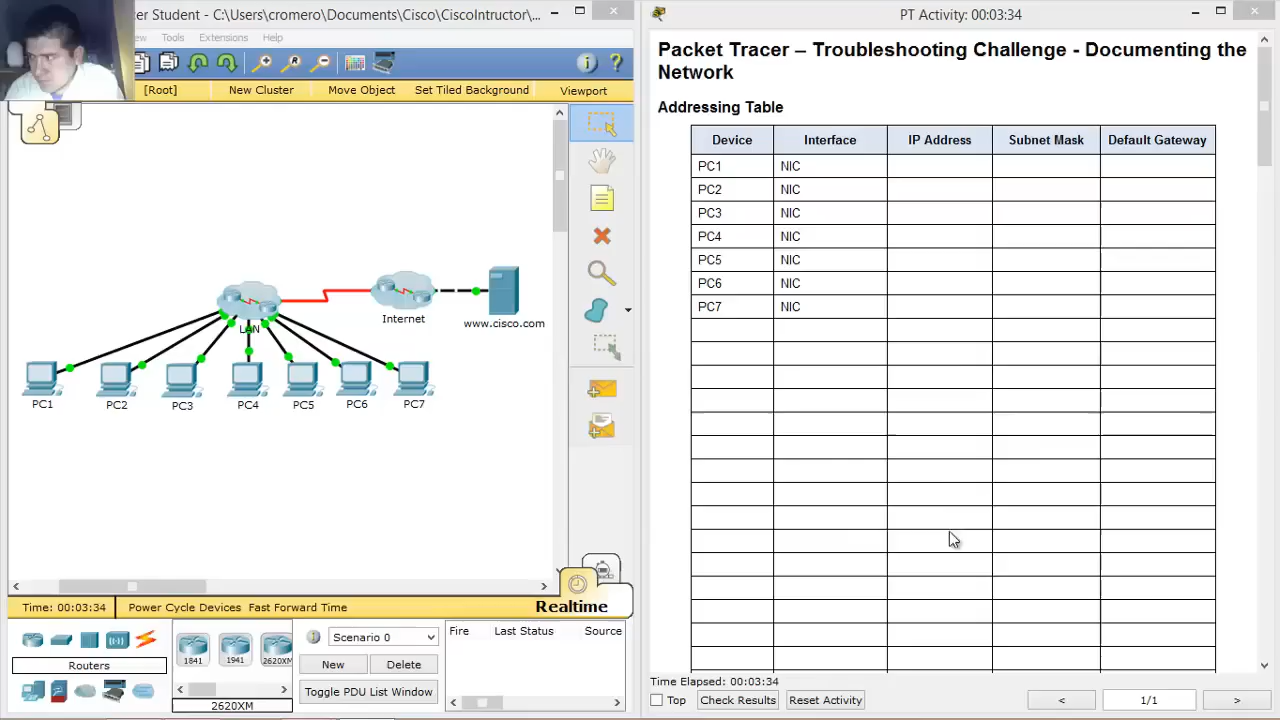 er Student - C:\Users\cromero\Documents\Cisco\CiscoIntructor\...
ew Tools Extensions Help
[Root] New Cluster Move Object Set Tiled Background Viewport
LAN
Internet
www.cisco.com
PC1 PC2 PC3 PC4 PC5 PC6 PC7
Time: 00:03:34 Power Cycle Devices Fast Forward Time
Realtime
Routers
1841 1941 2620XM
2620XM
Scenario 0
New Delete
Toggle PDU List Window
Fire Last Status Source
PT Activity: 00:03:34
Packet Tracer – Troubleshooting Challenge - Documenting the
Network
Addressing Table
Device Interface IP Address Subnet Mask Default Gateway
PC1 NIC
PC2 NIC
PC3 NIC
PC4 NIC
PC5 NIC
PC6 NIC
PC7 NIC
Time Elapsed: 00:03:34
Top Check Results Reset Activity < 1/1 >